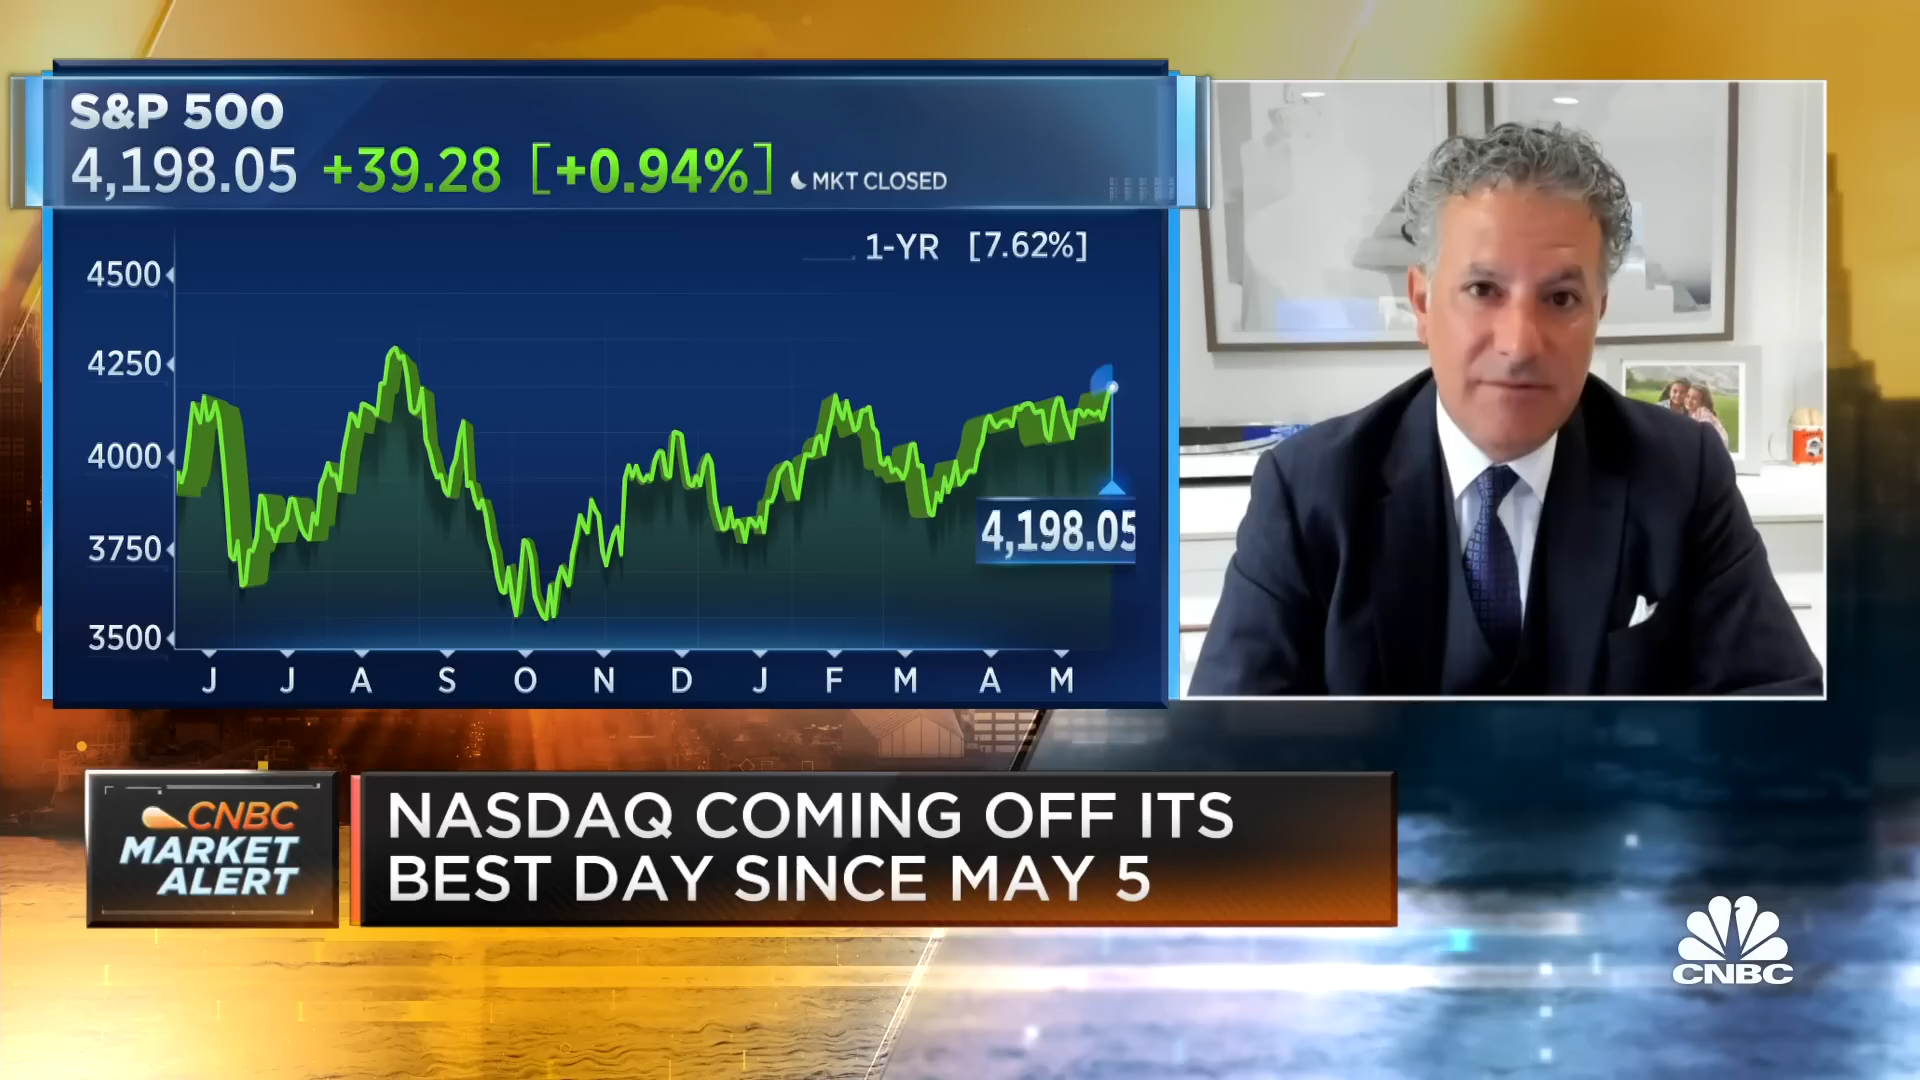 S&P 500
4,198.05 +39.28 [+0.94%] MKT CLOSED
1-YR [7.62%]
4500
4250
4000
3750
3500
4,198.05
J J A S O N D J F M A M
CNBC
MARKET
ALERT
NASDAQ COMING OFF ITS
BEST DAY SINCE MAY 5
CNBC